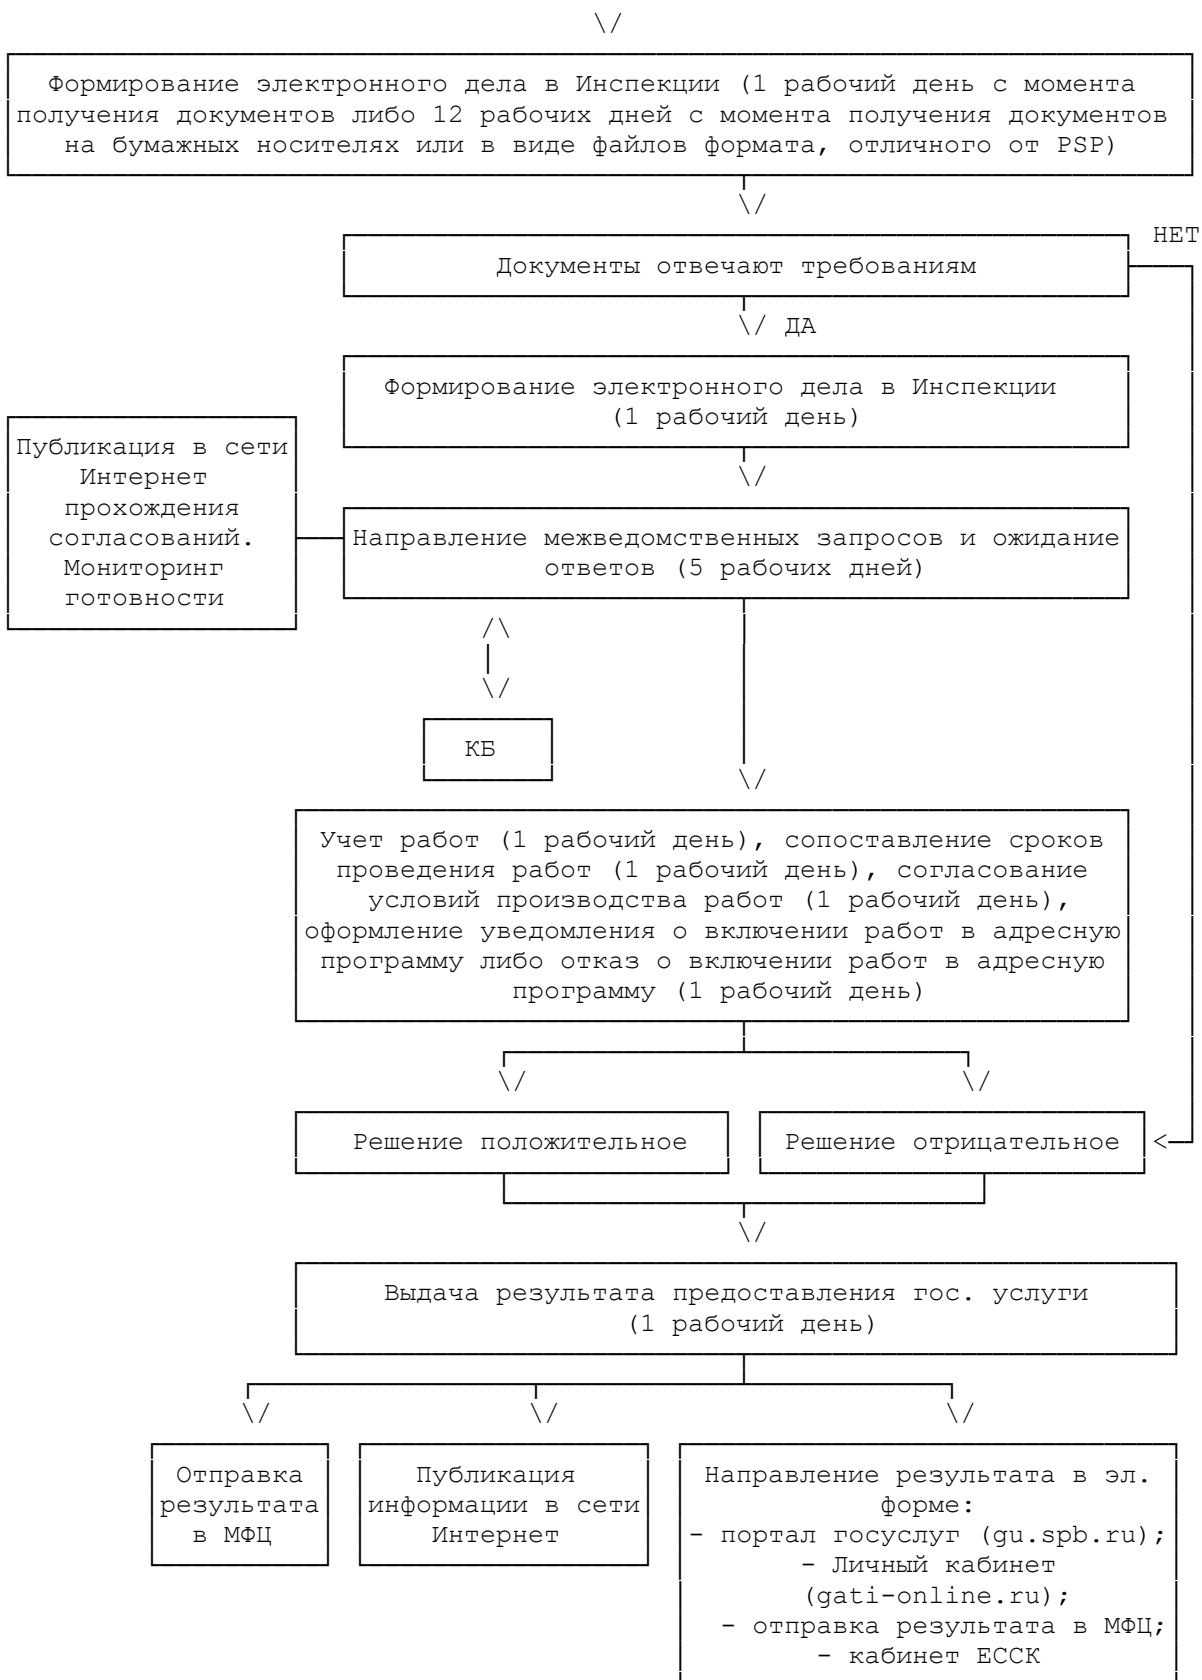 Формирование электронного дела в Инспекции (1 рабочий день с момента
получения документов либо 12 рабочих дней с момента получения документов
на бумажных носителях или в виде файлов формата, отличного от PSP)
НЕТ
Документы отвечают требованиям
ДА
Формирование электронного дела в Инспекции
(1 рабочий день)
Публикация в сети
Интернет
прохождения
согласований.
Мониторинг
готовности
Направление межведомственных запросов и ожидание
ответов (5 рабочих дней)
КБ
Учет работ (1 рабочий день), сопоставление сроков
проведения работ (1 рабочий день), согласование
условий производства работ (1 рабочий день),
оформление уведомления о включении работ в адресную
программу либо отказ о включении работ в адресную
программу (1 рабочий день)
Решение положительное
Решение отрицательное
Выдача результата предоставления гос. услуги
(1 рабочий день)
Отправка
результата
в МФЦ
Публикация
информации в сети
Интернет
Направление результата в эл.
форме:
- портал госуслуг (gu.spb.ru);
- Личный кабинет
(gati-online.ru);
- отправка результата в МФЦ;
- кабинет ЕССК